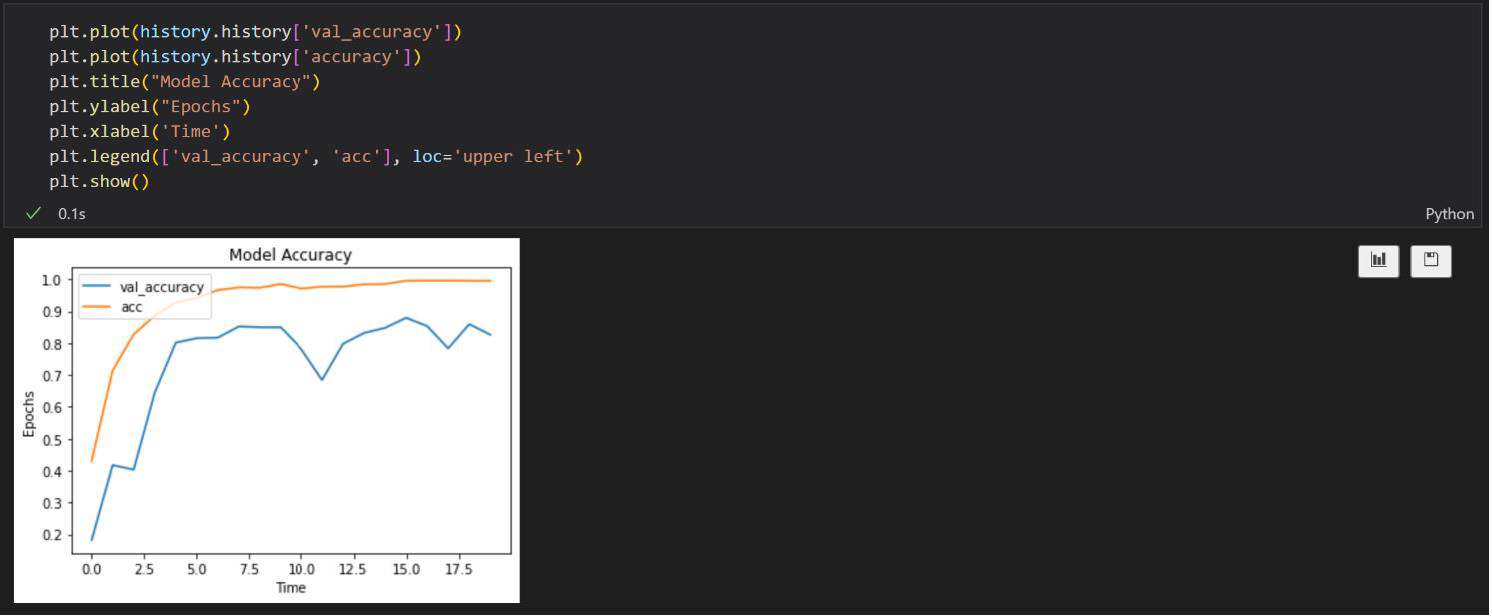 plt.plot(history.history['val_accuracy'])
plt.plot(history.history['accuracy'])
plt.title("Model Accuracy")
plt.ylabel("Epochs")
plt.xlabel('Time')
plt.legend(['val_accuracy', 'acc'], loc='upper left')
plt.show()
0.1s
Python
Model Accuracy
val_accuracy
acc
1.0
0.9
0.8
0.7
0.6
0.5
0.4
0.3
0.2
Epochs
0.0 2.5 5.0 7.5 10.0 12.5 15.0 17.5
Time